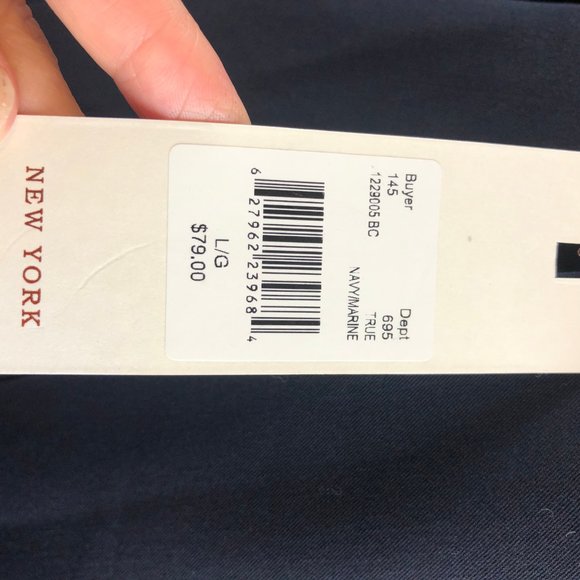 NEW YORK
Buyer Dept
145 695
1229005 BC TRUE
NAVY/MARINE
6 27962 23968 4
L/G
$79.00